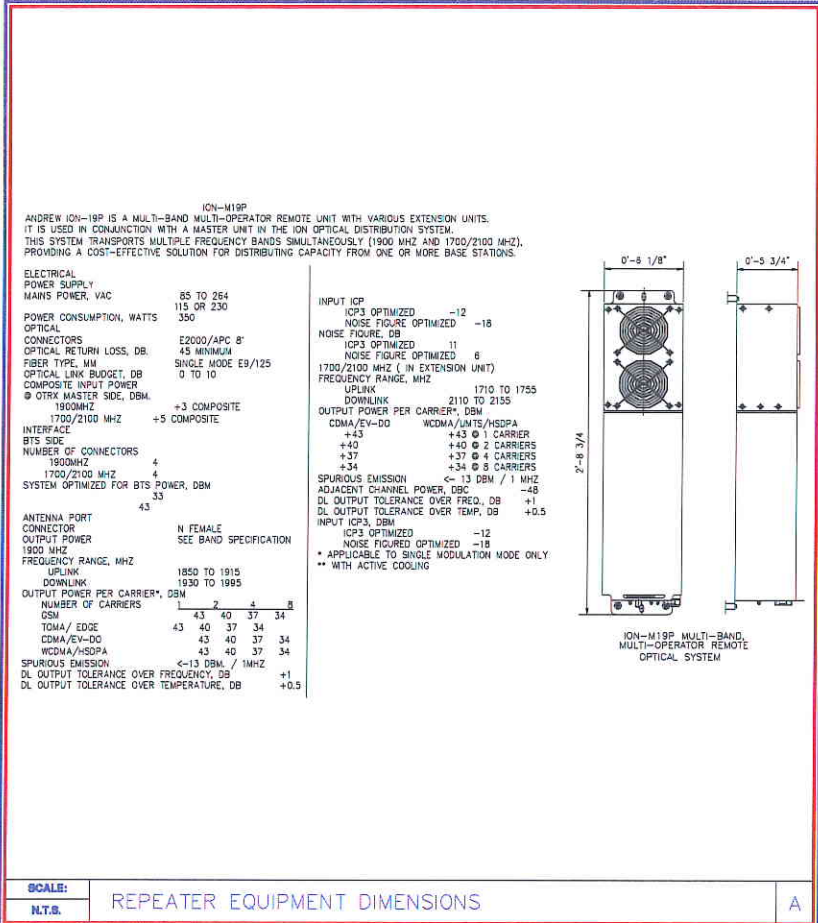 ION-M19P
ANDREW ION-19P IS A MULTI-BAND MULTI-OPERATOR REMOTE UNIT WITH VARIOUS EXTENSION UNITS.
IT IS USED IN CONJUNCTION WITH A MASTER UNIT IN THE ION OPTICAL DISTRIBUTION SYSTEM.
THIS SYSTEM TRANSPORTS MULTIPLE FREQUENCY BANDS SIMULTANEOUSLY (1900 MHZ AND 1700/2100 MHZ),
PROVIDING A COST-EFFECTIVE SOLUTION FOR DISTRIBUTING CAPACITY FROM ONE OR MORE BASE STATIONS.
ELECTRICAL
POWER SUPPLY
MAINS POWER, VAC 85 TO 264
115 OR 230
POWER CONSUMPTION, WATTS 350
OPTICAL
CONNECTORS E2000/APC 8°
OPTICAL RETURN LOSS, DB. 45 MINIMUM
FIBER TYPE, MM SINGLE MODE E9/125
OPTICAL LINK BUDGET, DB 0 TO 10
COMPOSITE INPUT POWER
@ OTRX MASTER SIDE, DBM.
1900MHZ +3 COMPOSITE
1700/2100 MHZ +5 COMPOSITE
INTERFACE
BTS SIDE
NUMBER OF CONNECTORS
1900MHZ 4
1700/2100 MHZ 4
SYSTEM OPTIMIZED FOR BTS POWER, DBM
33
43
ANTENNA PORT
CONNECTOR N FEMALE
OUTPUT POWER SEE BAND SPECIFICATION
1900 MHZ
FREQUENCY RANGE, MHZ
UPLINK 1850 TO 1915
DOWNLINK 1930 TO 1995
OUTPUT POWER PER CARRIER*, DBM
NUMBER OF CARRIERS 1 2 4 8
GSM 43 40 37 34
TDMA/ EDGE 43 40 37 34
CDMA/EV-DO 43 40 37 34
WCDMA/HSDPA 43 40 37 34
SPURIOUS EMISSION <-13 DBM. / 1MHZ
DL OUTPUT TOLERANCE OVER FREQUENCY, DB +1
DL OUTPUT TOLERANCE OVER TEMPERATURE, DB +0.5
INPUT ICP
ICP3 OPTIMIZED -12
NOISE FIGURE OPTIMIZED -18
NOISE FIGURE, DB
ICP3 OPTIMIZED 11
NOISE FIGURE OPTIMIZED 6
1700/2100 MHZ ( IN EXTENSION UNIT)
FREQUENCY RANGE, MHZ
UPLINK 1710 TO 1755
DOWNLINK 2110 TO 2155
OUTPUT POWER PER CARRIER*, DBM
CDMA/EV-DO WCDMA/UMTS/HSDPA
+43 +43 @ 1 CARRIER
+40 +40 @ 2 CARRIERS
+37 +37 @ 4 CARRIERS
+34 +34 @ 8 CARRIERS
SPURIOUS EMISSION <- 13 DBM / 1 MHZ
ADJACENT CHANNEL POWER, DBC -48
DL OUTPUT TOLERANCE OVER FREQ., DB +1
DL OUTPUT TOLERANCE OVER TEMP, DB +0.5
INPUT ICP3, DBM
ICP3 OPTIMIZED -12
NOISE FIGURED OPTIMIZED -18
* APPLICABLE TO SINGLE MODULATION MODE ONLY
** WITH ACTIVE COOLING
0'-6 1/8"
0'-5 3/4"
2'-8 3/4
ION-M19P MULTI-BAND,
MULTI-OPERATOR REMOTE
OPTICAL SYSTEM
SCALE:
N.T.S.
REPEATER EQUIPMENT DIMENSIONS
A